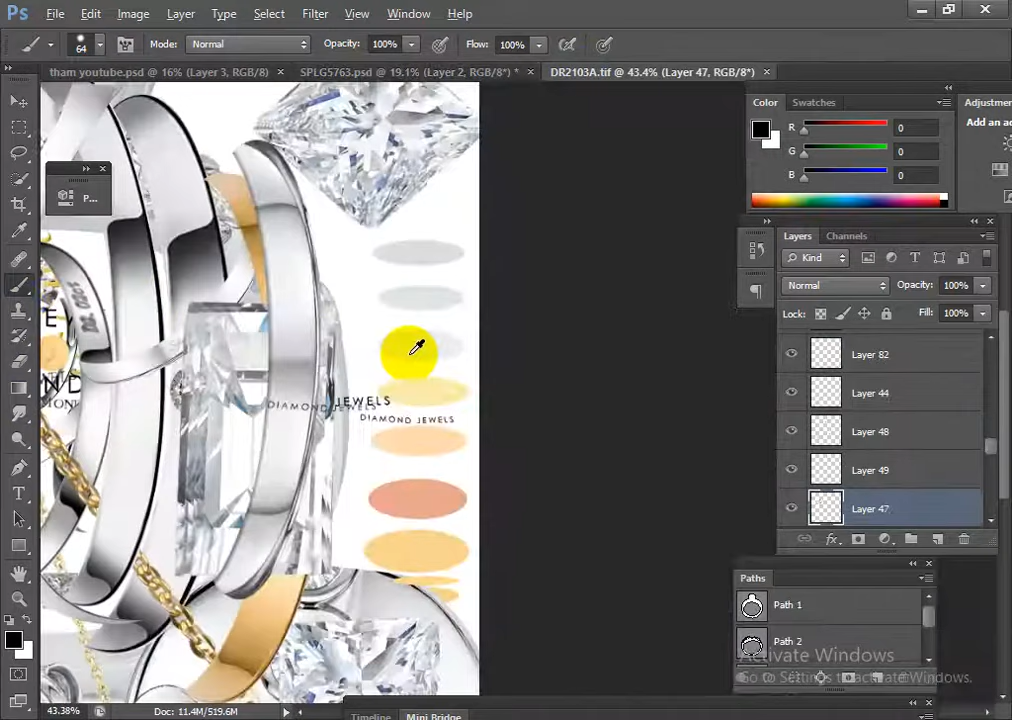 Ps File Edit Image Layer Type Select Filter View Window Help
64 Mode: Normal Opacity: 100% Flow: 100%
tham youtube.psd @ 16% (Layer 3, RGB/8) × SPLG5763.psd @ 19.1% (Layer 2, RGB/8*) * × DR2103A.tif @ 43.4% (Layer 47, RGB/8*) ×
Color Swatches Adjustme
Add an a
R 0
G 0
B 0
P...
Layers Channels
Kind
Normal Opacity: 100%
Lock: Fill: 100%
Layer 82
Layer 44
Layer 48
Layer 49
Layer 47
JEWELS
DIAMOND JEWELS
DIAMOND JEWELS
Paths
Path 1
Path 2
Activate Windows
Go to Settings to activate Windows.
43.38% Doc: 11.4M/519.6M
Timeline Mini Bridge